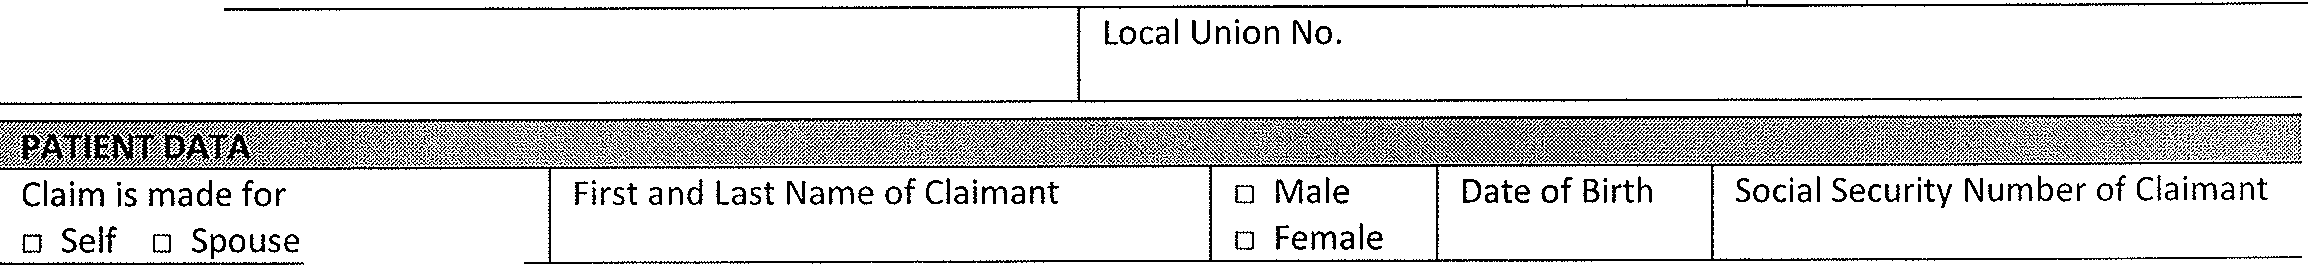 Local Union No.
PATIENT DATA
Claim is made for
First and Last Name of Claimant
□ Male
Date of Birth
Social Security Number of Claimant
□ Self □ Spouse
□ Female